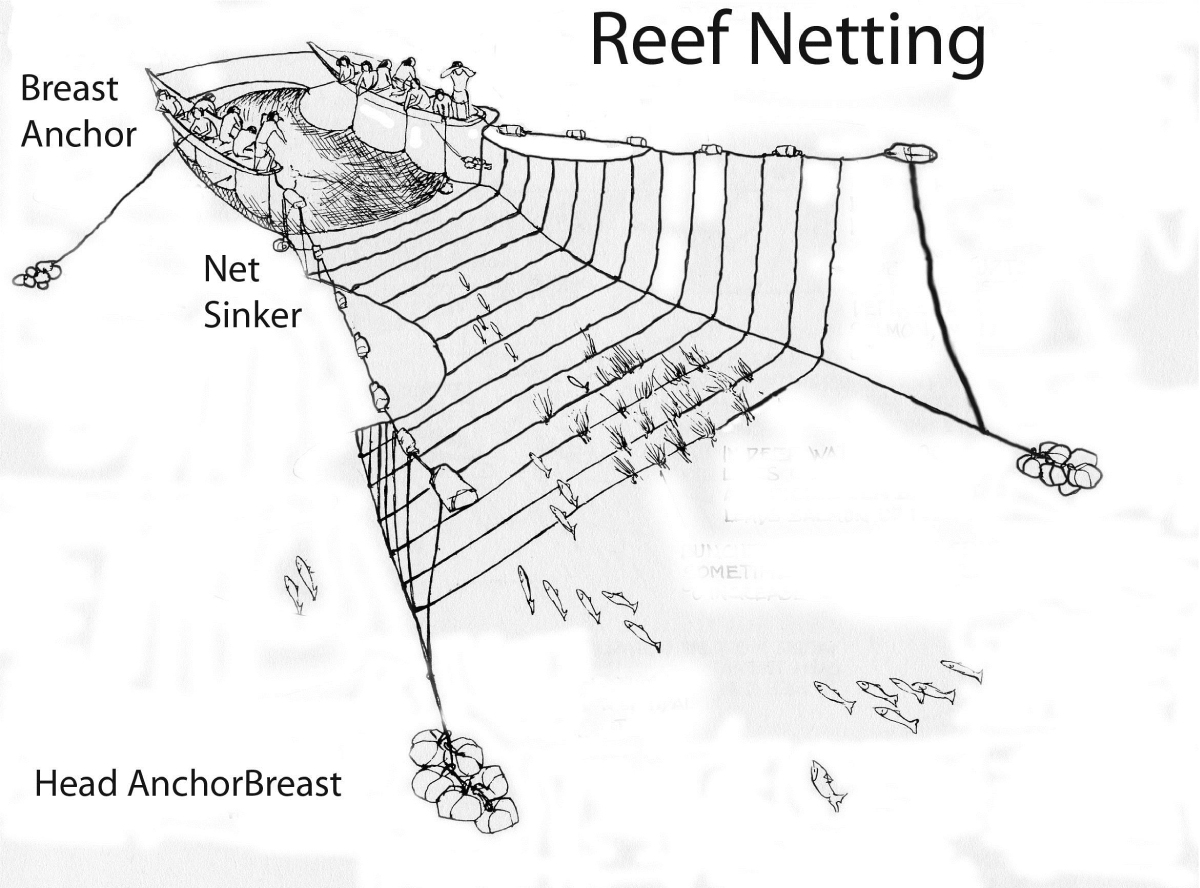 Reef Netting
Breast
Anchor
Net
Sinker
Head AnchorBreast